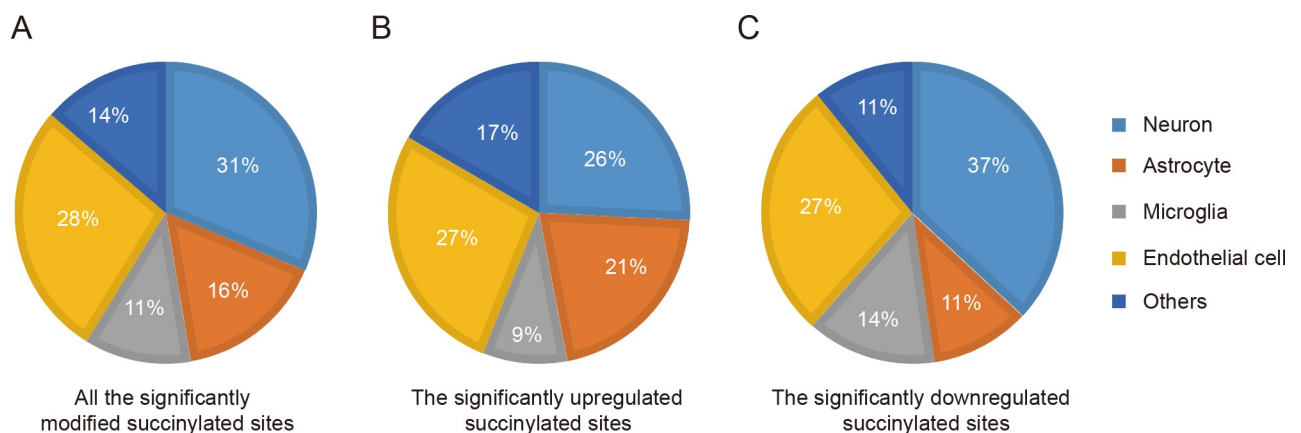 A
31%
16%
11%
28%
14%
All the significantly
modified succinylated sites
B
26%
21%
9%
27%
17%
The significantly upregulated
succinylated sites
C
37%
11%
14%
27%
11%
The significantly downregulated
succinylated sites
Neuron
Astrocyte
Microglia
Endothelial cell
Others